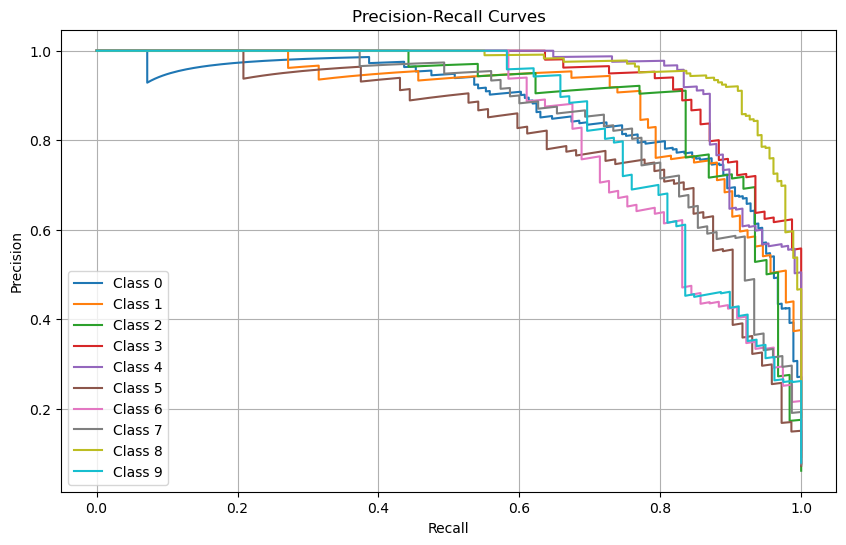 Precision-Recall Curves
1.0
0.8
0.6
0.4
0.2
Precision
Class 0
Class 1
Class 2
Class 3
Class 4
Class 5
Class 6
Class 7
Class 8
Class 9
0.0 0.2 0.4 0.6 0.8 1.0
Recall